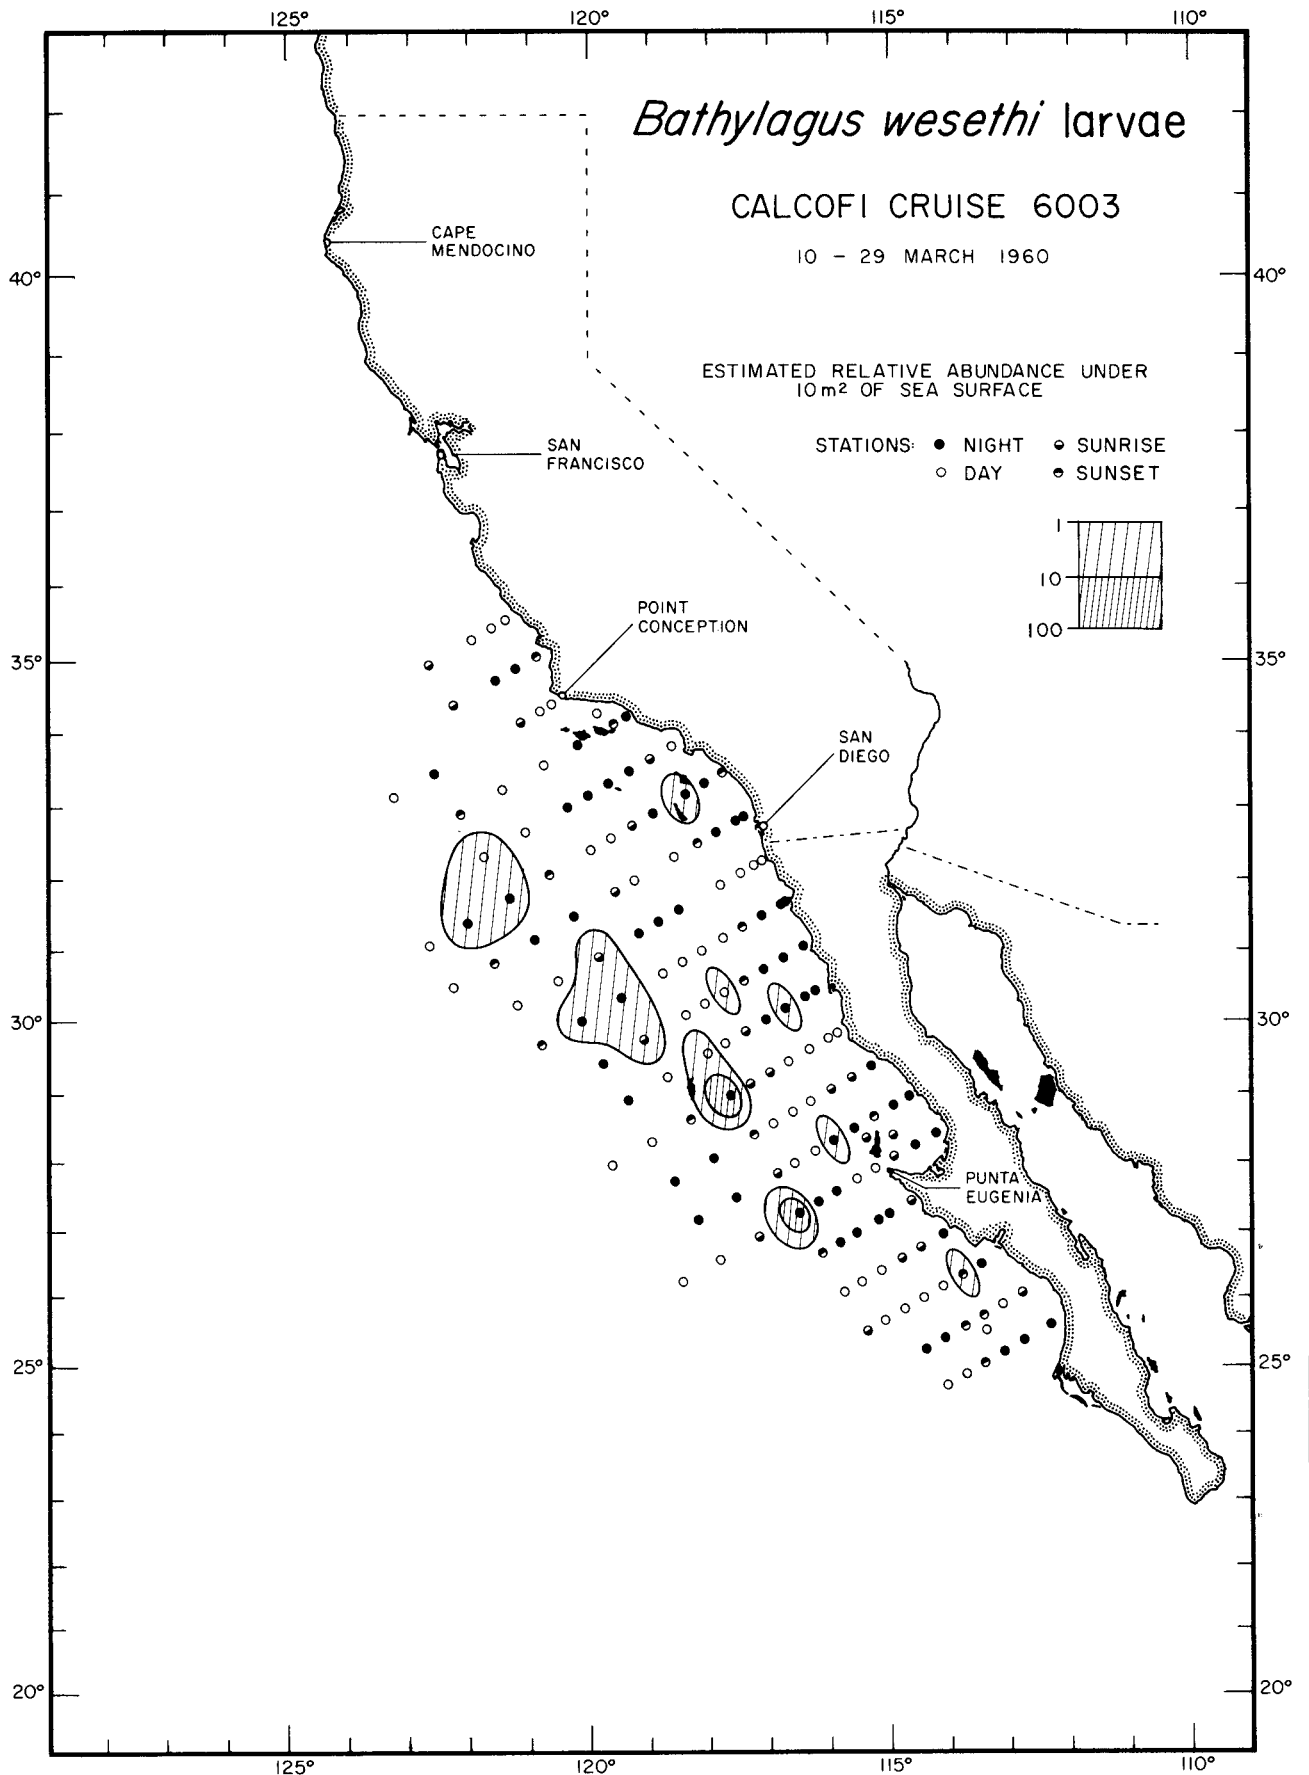 125° 120° 115° 110°
Bathylagus wesethi larvae
CALCOFI CRUISE 6003
10 – 29 MARCH 1960
CAPE
MENDOCINO
40° 40°
ESTIMATED RELATIVE ABUNDANCE UNDER
10 m² OF SEA SURFACE
STATIONS: ● NIGHT ◒ SUNRISE
○ DAY ◓ SUNSET
SAN
FRANCISCO
1
10
100
POINT
CONCEPTION
35° 35°
SAN
DIEGO
30° 30°
PUNTA
EUGENIA
25° 25°
20° 20°
125° 120° 115° 110°